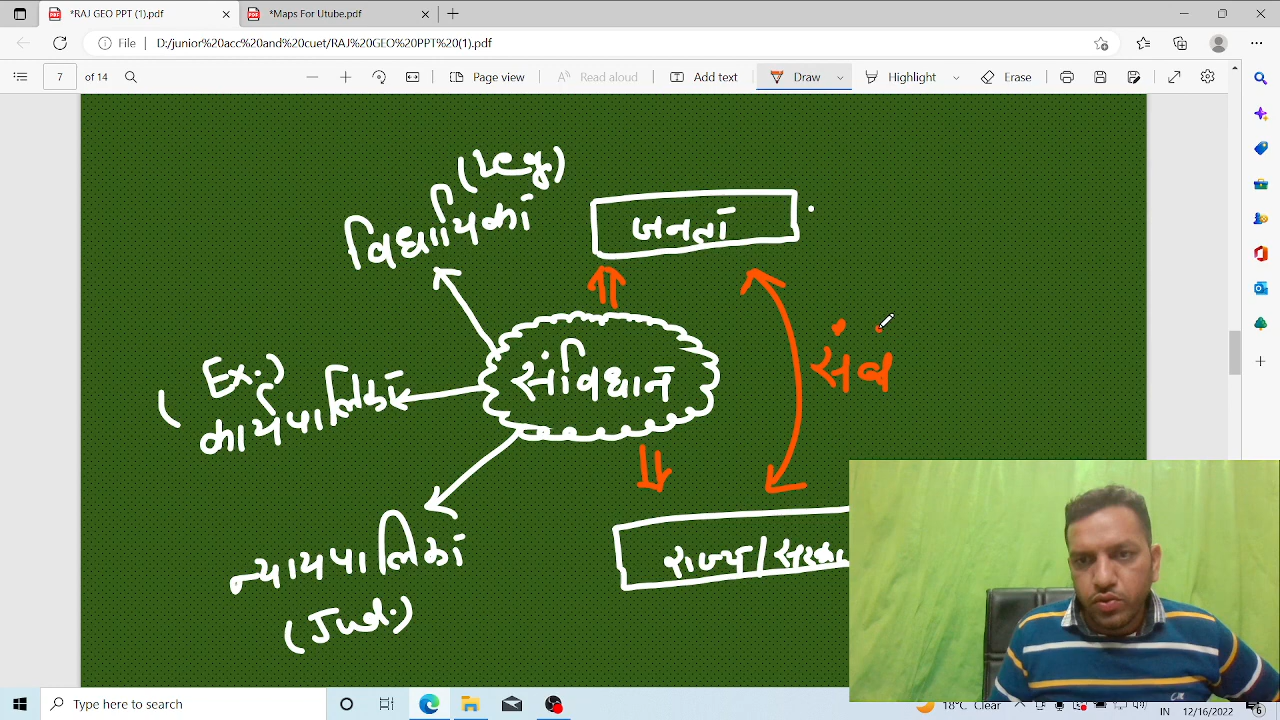 *RAJ GEO PPT (1).pdf
*Maps For Utube.pdf
File D:/junior%20acc%20and%20cuet/RAJ%20GEO%20PPT%20(1).pdf
7 of 14 Page view Read aloud Add text Draw Highlight Erase
(Leg)
विधायिका
जनता
(Ex.)
कार्यपालिका
संविधान
संब
राज्य/सरका
न्यायपालिका
(Jud.)
Type here to search
18°C Clear
IN
12/16/2022
6